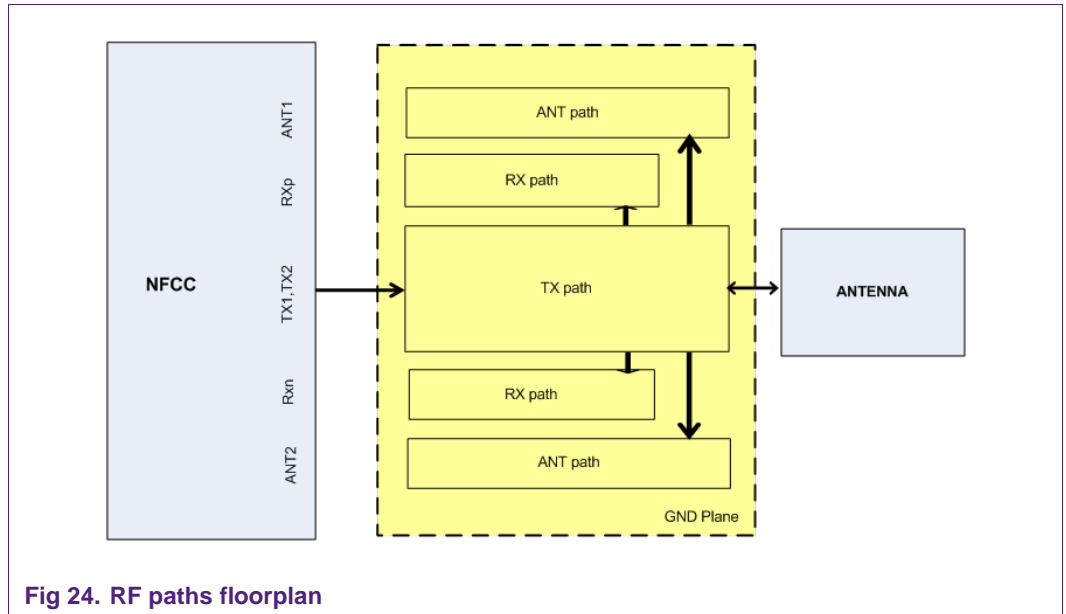 NFCC
ANT1
RXp
TX1,TX2
Rxn
ANT2
ANT path
RX path
TX path
RX path
ANT path
GND Plane
ANTENNA
Fig 24. RF paths floorplan